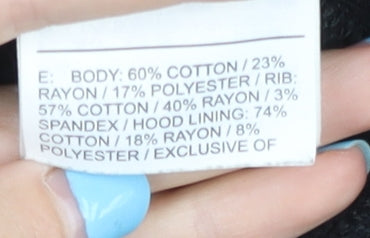 E: BODY: 60% COTTON / 23%
RAYON / 17% POLYESTER / RIB:
57% COTTON / 40% RAYON / 3%
SPANDEX / HOOD LINING: 74%
COTTON / 18% RAYON / 8%
POLYESTER / EXCLUSIVE OF